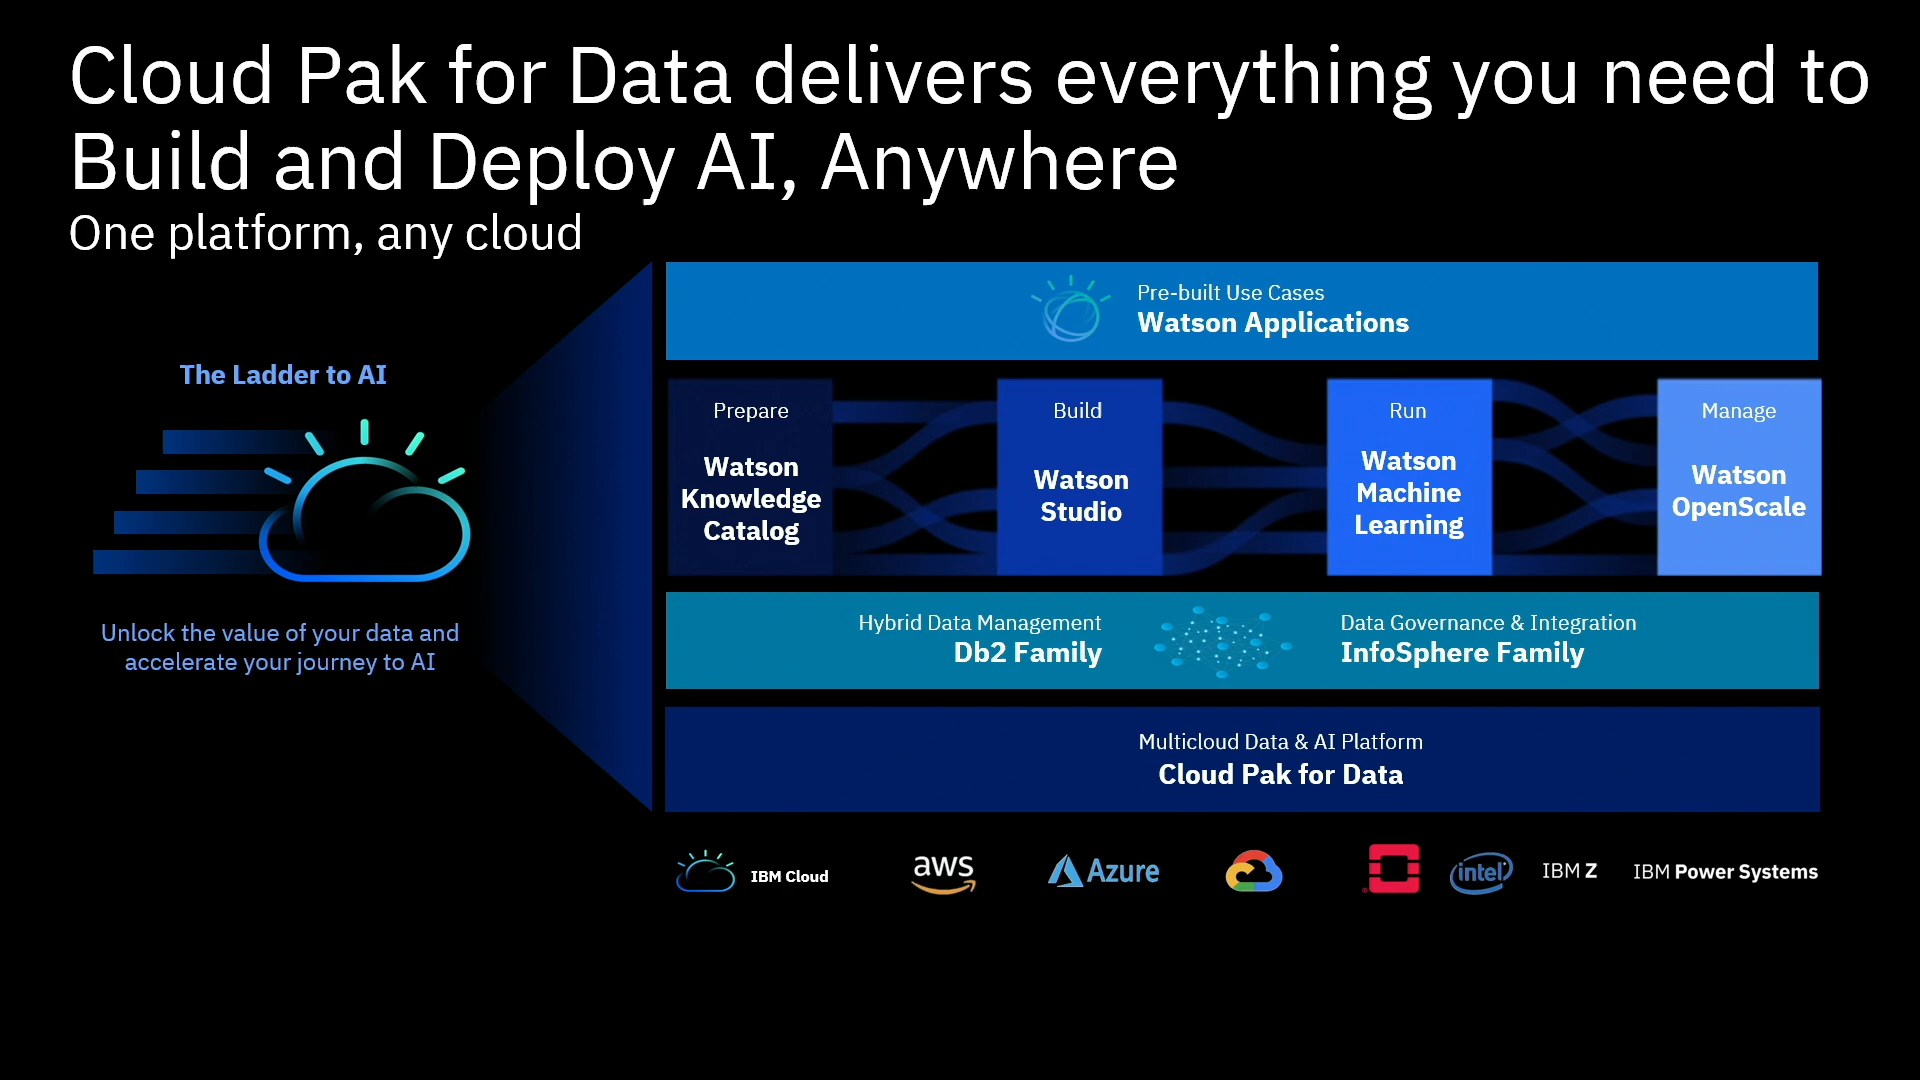 Cloud Pak for Data delivers everything you need to
Build and Deploy AI, Anywhere
One platform, any cloud
The Ladder to AI
Unlock the value of your data and
accelerate your journey to AI
Pre-built Use Cases
Watson Applications
Prepare
Watson
Knowledge
Catalog
Build
Watson
Studio
Run
Watson
Machine
Learning
Manage
Watson
OpenScale
Hybrid Data Management
Db2 Family
Data Governance & Integration
InfoSphere Family
Multicloud Data & AI Platform
Cloud Pak for Data
IBM Cloud
aws
Azure
intel
IBM Z
IBM Power Systems